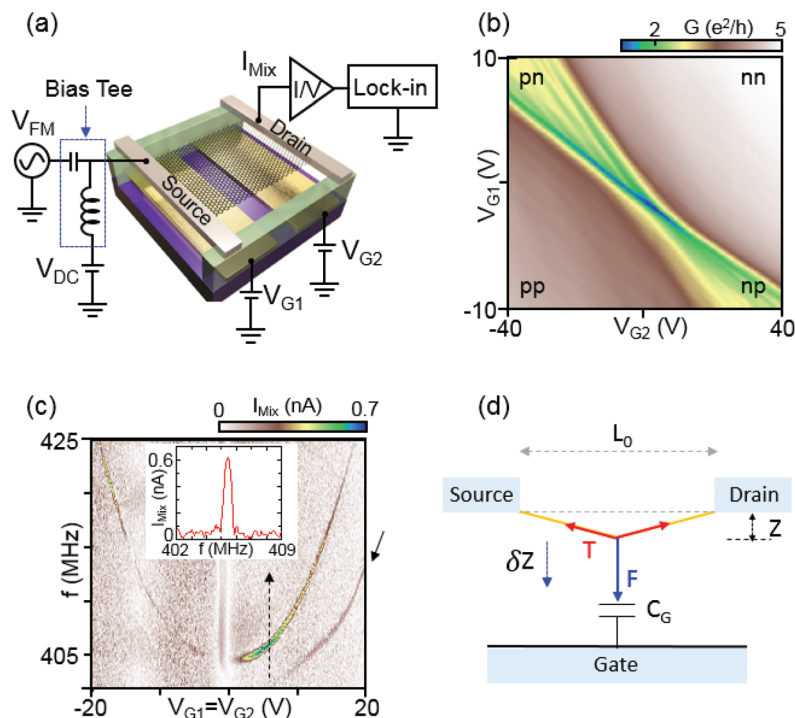 (a)
I_Mix
Bias Tee
I/V
Lock-in
V_FM
Drain
Source
V_DC
V_G2
V_G1
(b)
G (e²/h)
2
5
10
pn
nn
V_G1 (V)
pp
np
-10
-40
V_G2 (V)
40
(c)
I_Mix (nA)
0
0.7
425
0.6
I_Mix (nA)
0
402
f (MHz)
409
f (MHz)
405
-20
V_G1=V_G2 (V)
20
(d)
L_0
Source
Drain
Z
T
δZ
F
C_G
Gate